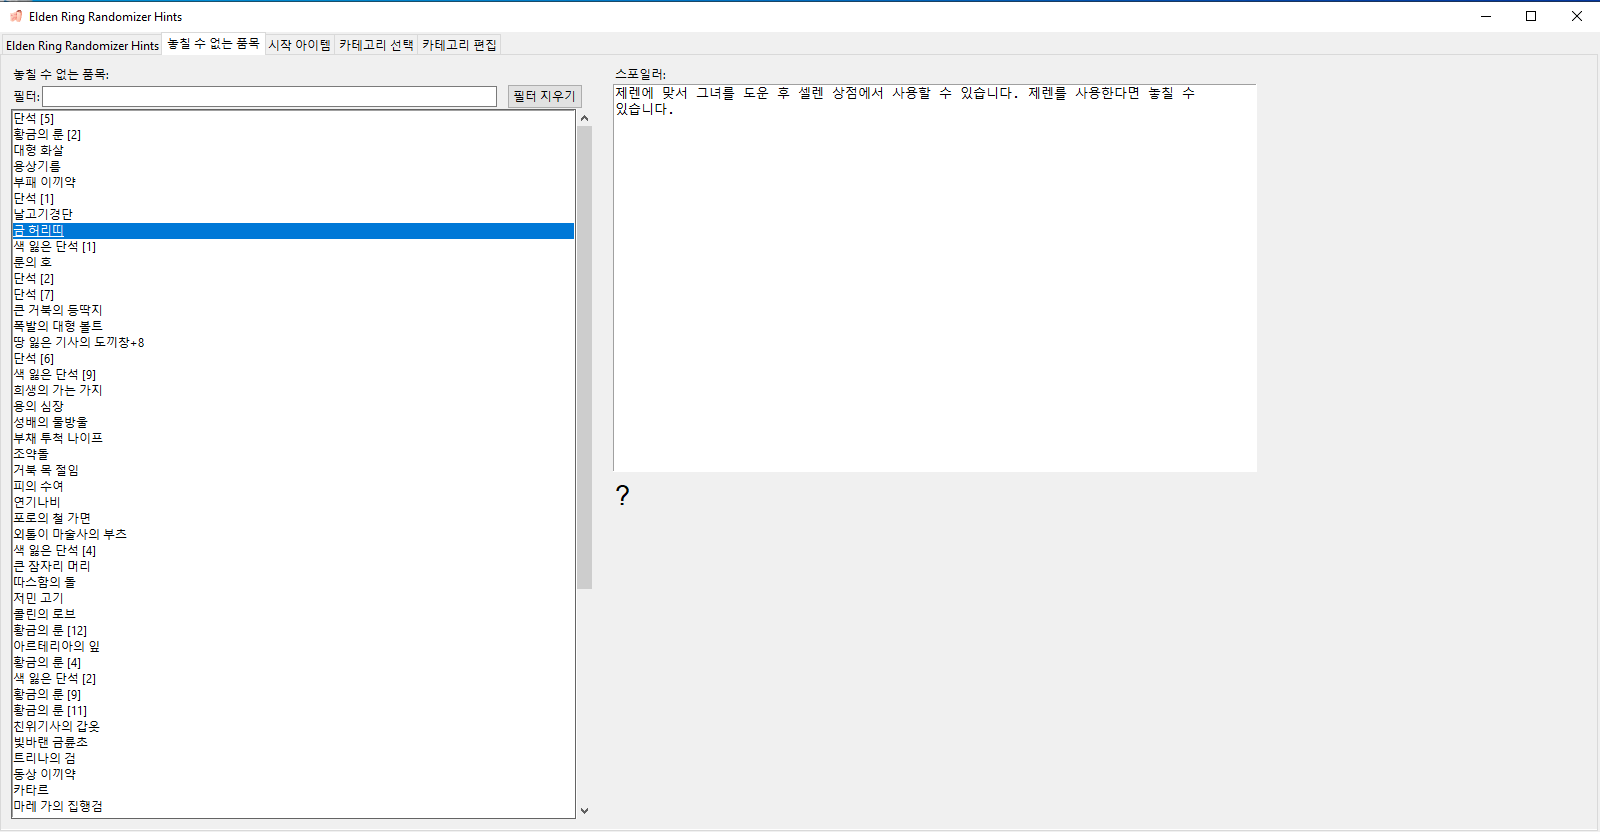 Elden Ring Randomizer Hints
Elden Ring Randomizer Hints 놓칠 수 없는 품목 시작 아이템 카테고리 선택 카테고리 편집
놓칠 수 없는 품목:
필터: 필터 지우기
단석 [5]
황금의 룬 [2]
대형 화살
용상기름
부패 이끼약
단석 [1]
날고기경단
금 허리띠
색 잃은 단석 [1]
룬의 호
단석 [2]
단석 [7]
큰 거북의 등딱지
폭발의 대형 볼트
땅 잃은 기사의 도끼창+8
단석 [6]
색 잃은 단석 [9]
희생의 가는 가지
용의 심장
성배의 물방울
부채 투척 나이프
조약돌
거북 목 절임
피의 수여
연기나비
포로의 철 가면
외톨이 마술사의 부츠
색 잃은 단석 [4]
큰 잠자리 머리
따스함의 돌
저민 고기
콜린의 로브
황금의 룬 [12]
아르테리아의 잎
황금의 룬 [4]
색 잃은 단석 [2]
황금의 룬 [9]
황금의 룬 [11]
친위기사의 갑옷
빛바랜 금륜초
트리나의 검
동상 이끼약
카타르
마레 가의 집행검
스포일러:
제렌에 맞서 그녀를 도운 후 셀렌 상점에서 사용할 수 있습니다. 제렌를 사용한다면 놓칠 수
있습니다.
?